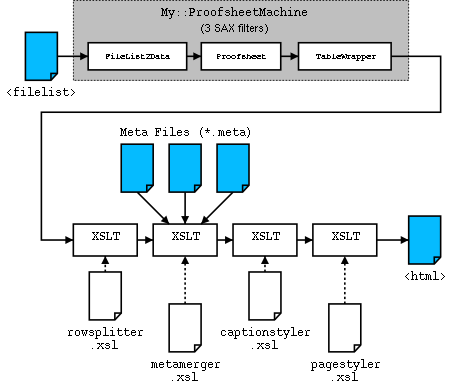 My::ProofsheetMachine
(3 SAX filters)
FileList2Data
Proofsheet
TableWrapper
<filelist>
Meta Files (*.meta)
XSLT
XSLT
XSLT
XSLT
<html>
rowsplitter
.xsl
metamerger
.xsl
captionstyler
.xsl
pagestyler
.xsl